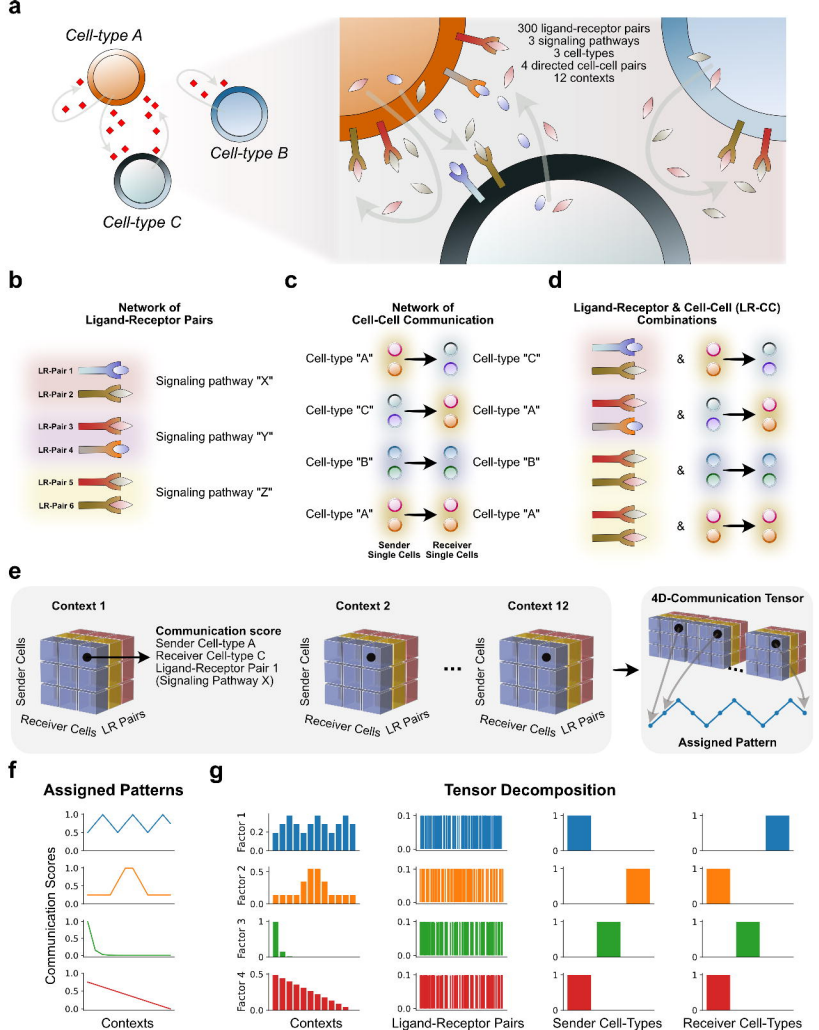 a
Cell-type A
Cell-type B
Cell-type C
300 ligand-receptor pairs
3 signaling pathways
3 cell-types
4 directed cell-cell pairs
12 contexts
b
Network of
Ligand-Receptor Pairs
LR-Pair 1
LR-Pair 2
Signaling pathway "X"
LR-Pair 3
LR-Pair 4
Signaling pathway "Y"
LR-Pair 5
LR-Pair 6
Signaling pathway "Z"
c
Network of
Cell-Cell Communication
Cell-type "A"
Cell-type "C"
Cell-type "C"
Cell-type "A"
Cell-type "B"
Cell-type "B"
Cell-type "A"
Cell-type "A"
Sender
Single Cells
Receiver
Single Cells
d
Ligand-Receptor & Cell-Cell (LR-CC)
Combinations
&
&
&
&
e
Context 1
Sender Cells
Receiver Cells
LR Pairs
Communication score
Sender Cell-type A
Receiver Cell-type C
Ligand-Receptor Pair 1
(Signaling Pathway X)
Context 2
Sender Cells
Receiver Cells
LR Pairs
...
Context 12
Sender Cells
Receiver Cells
LR Pairs
4D-Communication Tensor
...
Assigned Pattern
f
Assigned Patterns
Communication Scores
1.0
0.5
0.0
1.0
0.5
0.0
1.0
0.5
0.0
1.0
0.5
0.0
Contexts
g
Tensor Decomposition
Factor 1
0.2
0.0
0.1
0.0
1
0
1
0
Factor 2
0.5
0.0
0.1
0.0
1
0
1
0
Factor 3
1
0
0.1
0.0
1
0
1
0
Factor 4
0.5
0.0
0.1
0.0
1
0
1
0
Contexts
Ligand-Receptor Pairs
Sender Cell-Types
Receiver Cell-Types